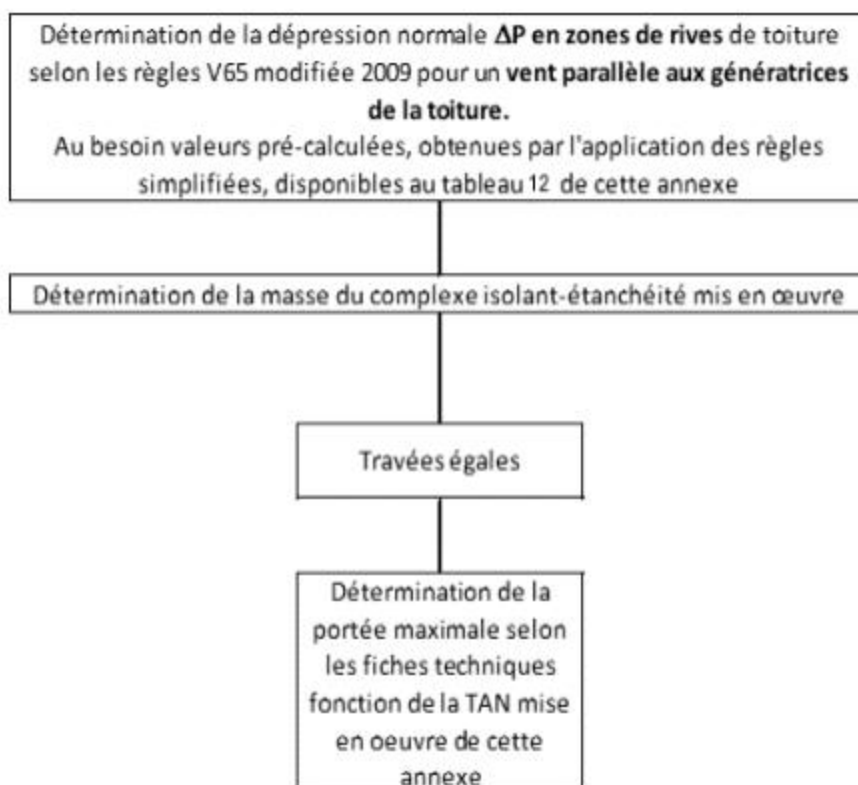 Détermination de la dépression normale ΔP en zones de rives de toiture
selon les règles V65 modifiée 2009 pour un vent parallèle aux génératrices
de la toiture.
Au besoin valeurs pré-calculées, obtenues par l'application des règles
simplifiées, disponibles au tableau 12 de cette annexe
Détermination de la masse du complexe isolant-étanchéité mis en œuvre
Travées égales
Détermination de la
portée maximale selon
les fiches techniques
fonction de la TAN mise
en oeuvre de cette
annexe